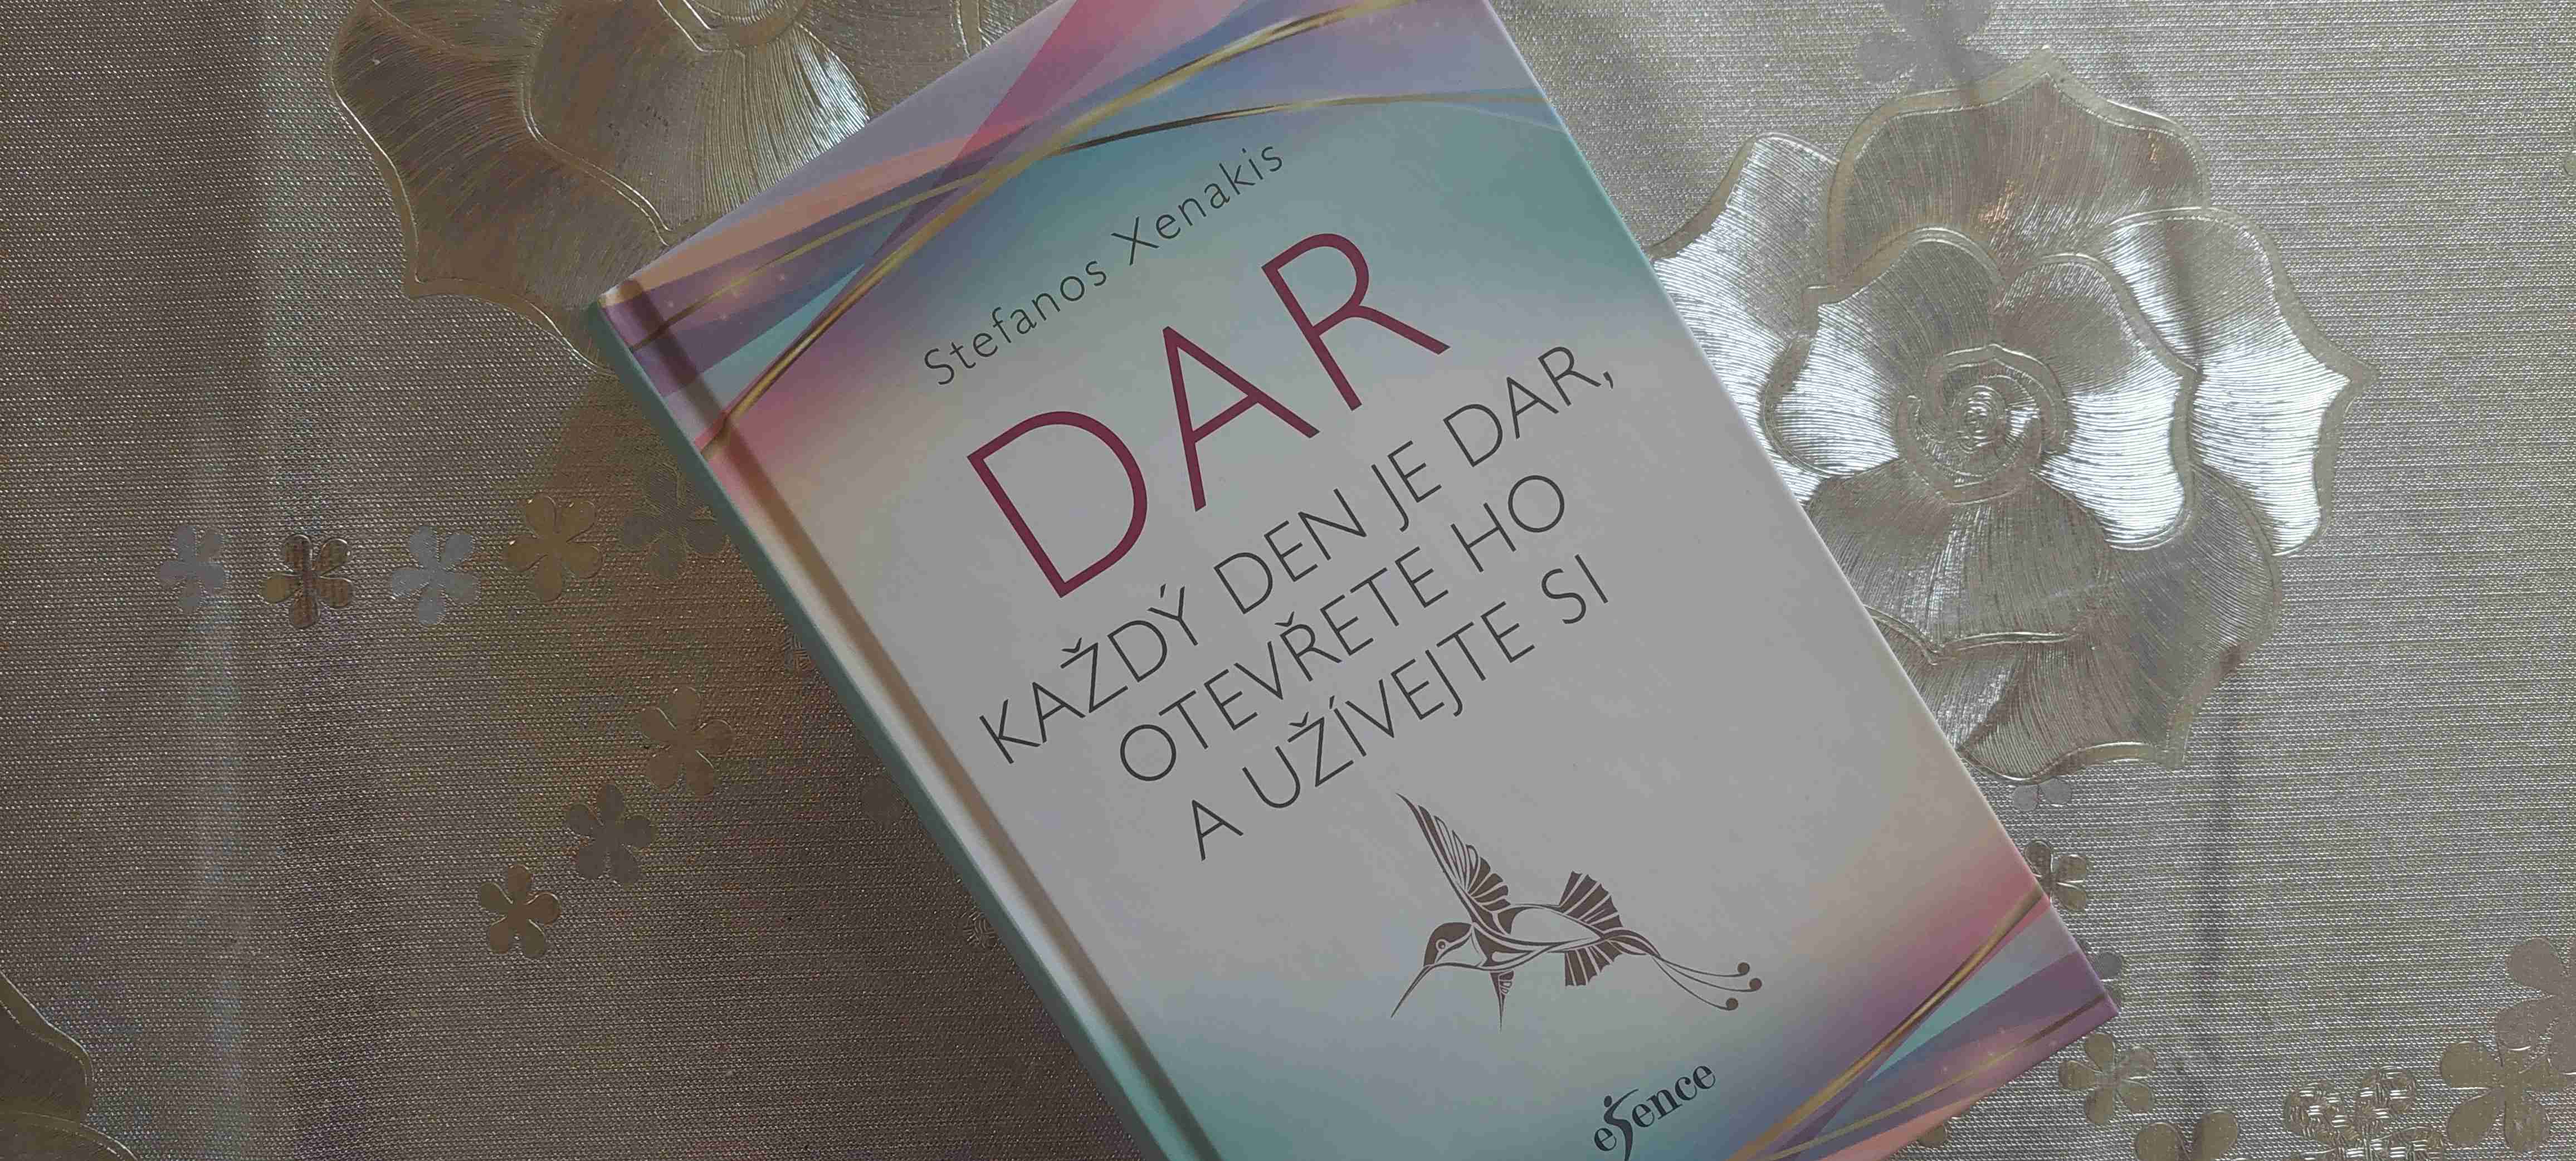 Stefanos Xenakis
DAR
KAŽDÝ DEN JE DAR,
OTEVŘETE HO
A UŽÍVEJTE SI
esence